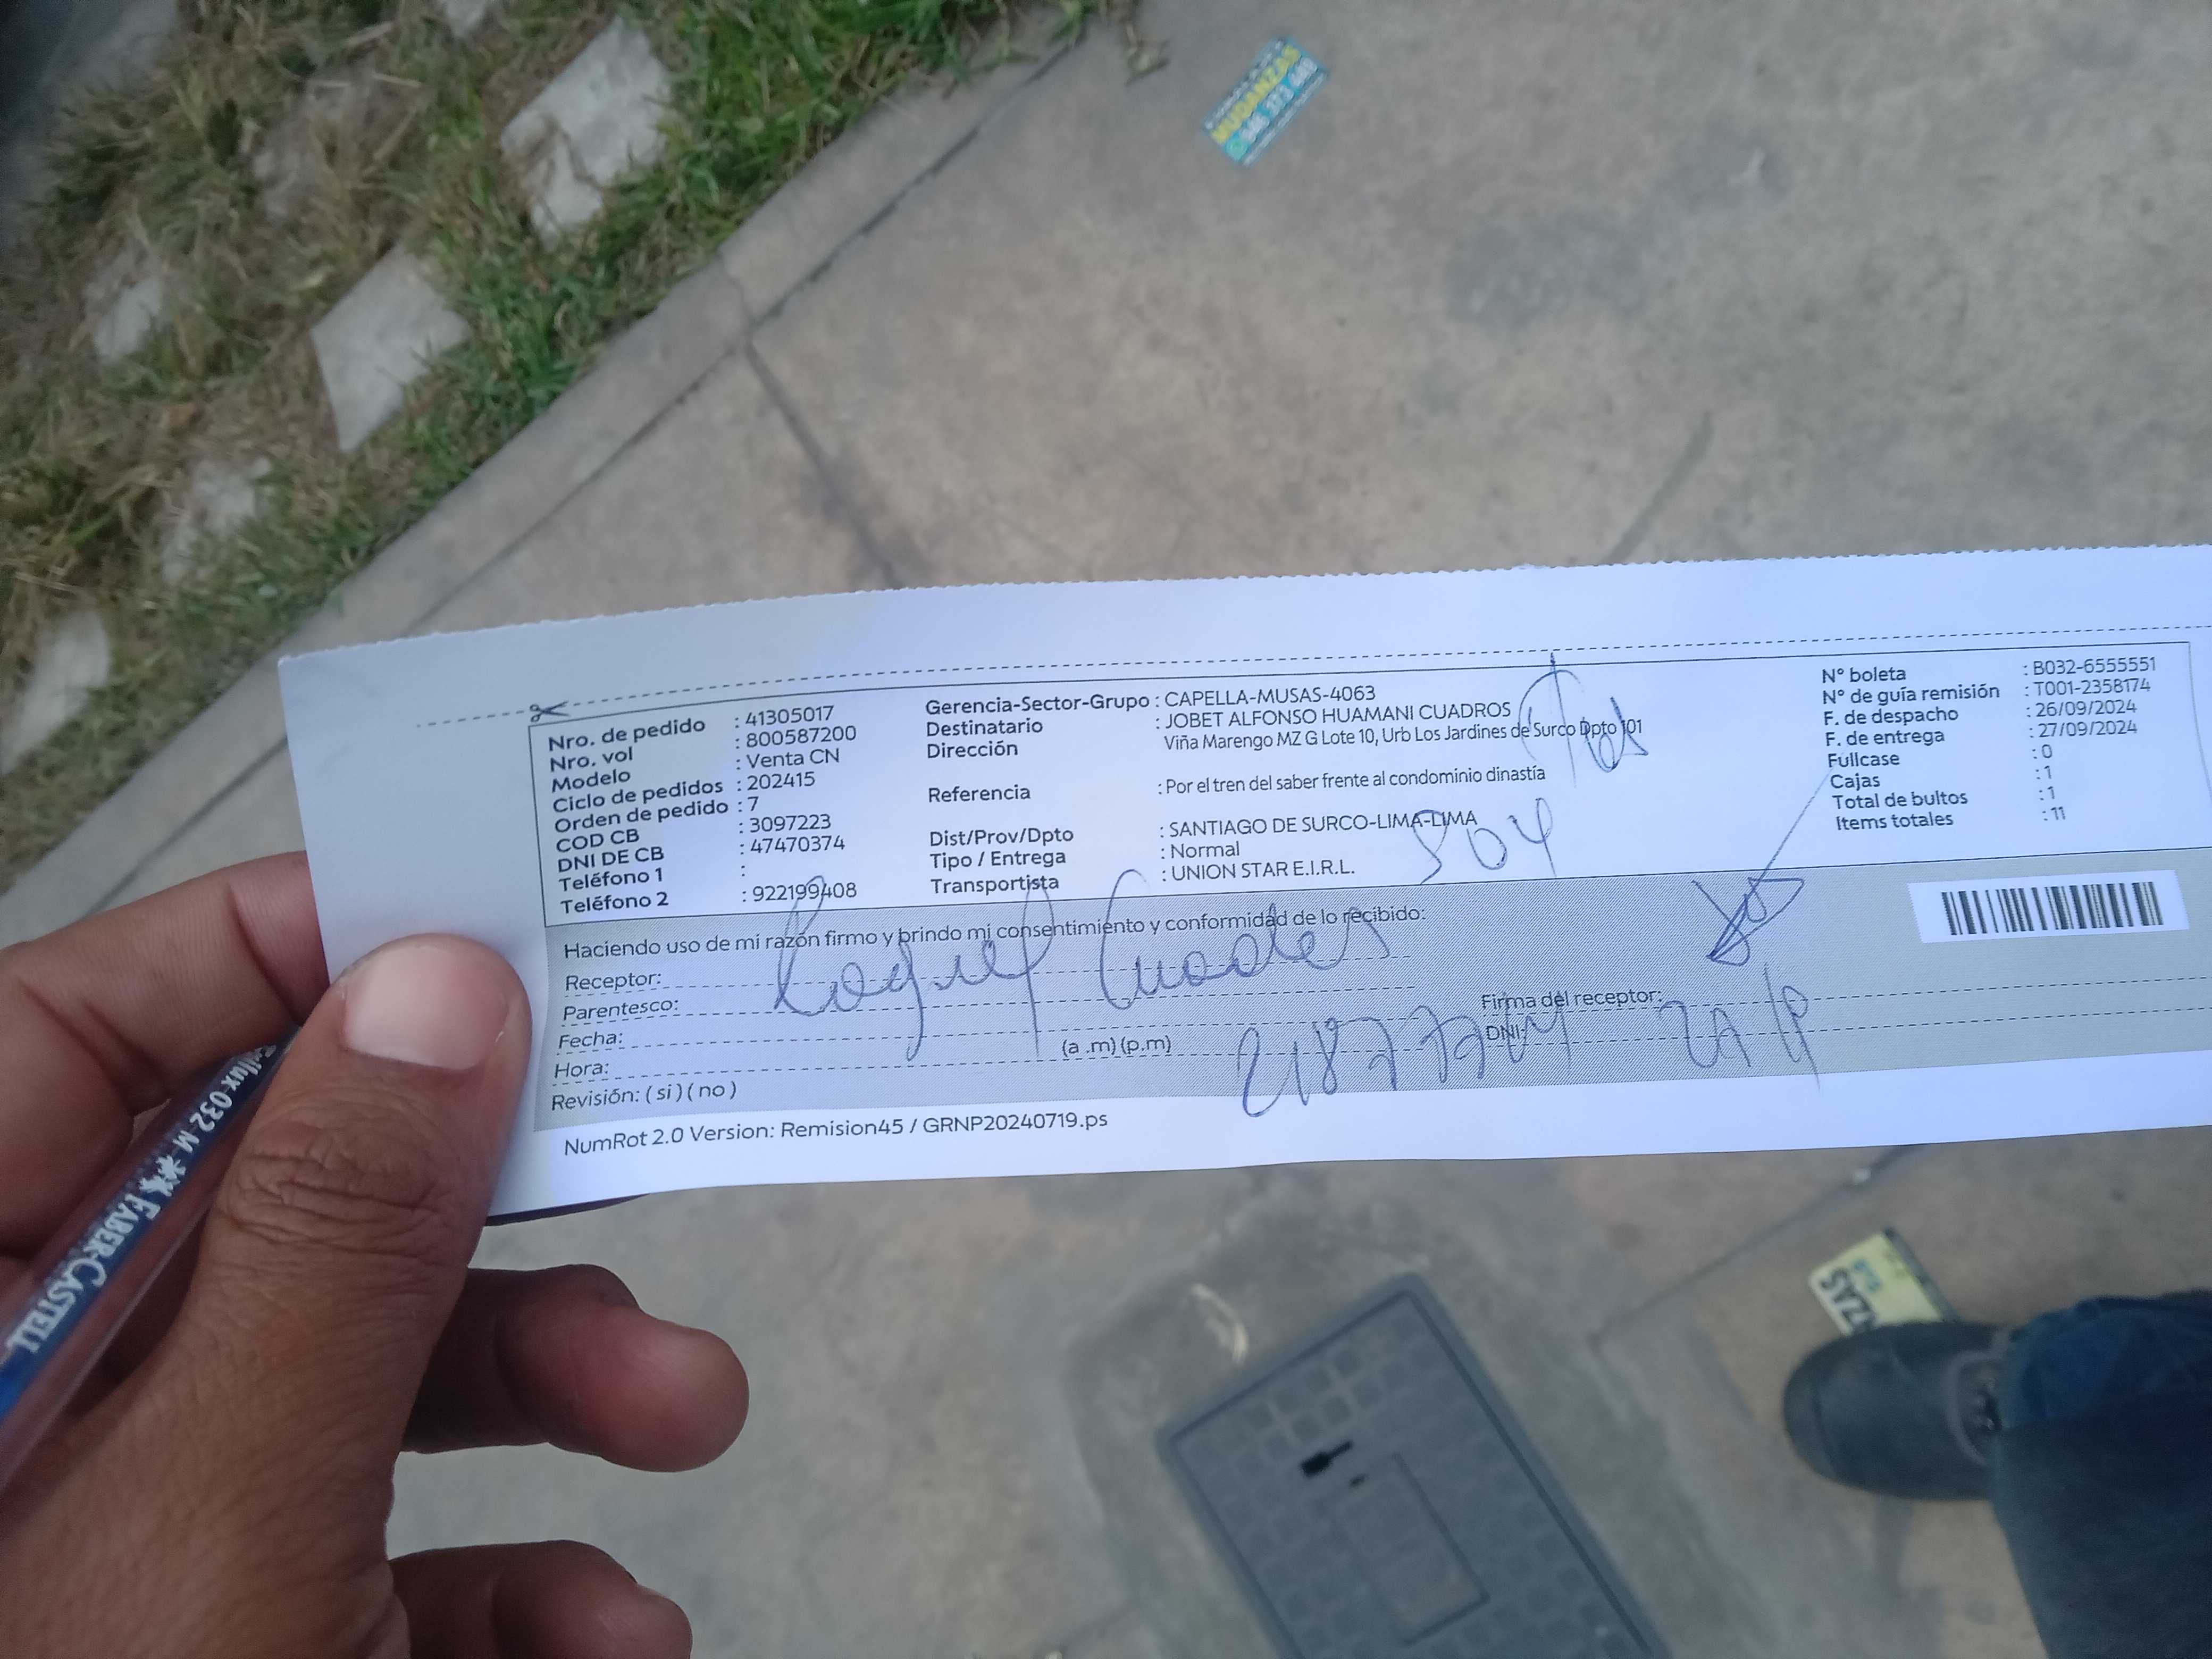 MUDANZAS
Nro. de pedido : 41305017
Nro. vol : 800587200
Modelo : Venta CN
Ciclo de pedidos : 202415
Orden de pedido : 7
COD CB : 3097223
DNI DE CB : 47470374
Teléfono 1 :
Teléfono 2 : 922199408
Gerencia-Sector-Grupo : CAPELLA-MUSAS-4063
Destinatario : JOBET ALFONSO HUAMANI CUADROS
Dirección Viña Marengo MZ G Lote 10, Urb Los Jardines de Surco Dpto 101
Referencia : Por el tren del saber frente al condominio dinastía
Dist/Prov/Dpto : SANTIAGO DE SURCO-LIMA-LIMA
Tipo / Entrega : Normal
Transportista : UNION STAR E.I.R.L.
804
N° boleta : B032-6555551
N° de guía remisión : T001-2358174
F. de despacho : 26/09/2024
F. de entrega : 27/09/2024
Fullcase : 0
Cajas : 1
Total de bultos : 1
Items totales : 11
Haciendo uso de mi razón firmo y brindo mi consentimiento y conformidad de lo recibido:
Receptor:
Parentesco:
Fecha:
Hora: (a .m) (p.m)
Revisión: ( si ) ( no )
Firma del receptor:
DNI:
NumRot 2.0 Version: Remision45 / GRNP20240719.ps
032 M FABER-CASTELL
NZAS